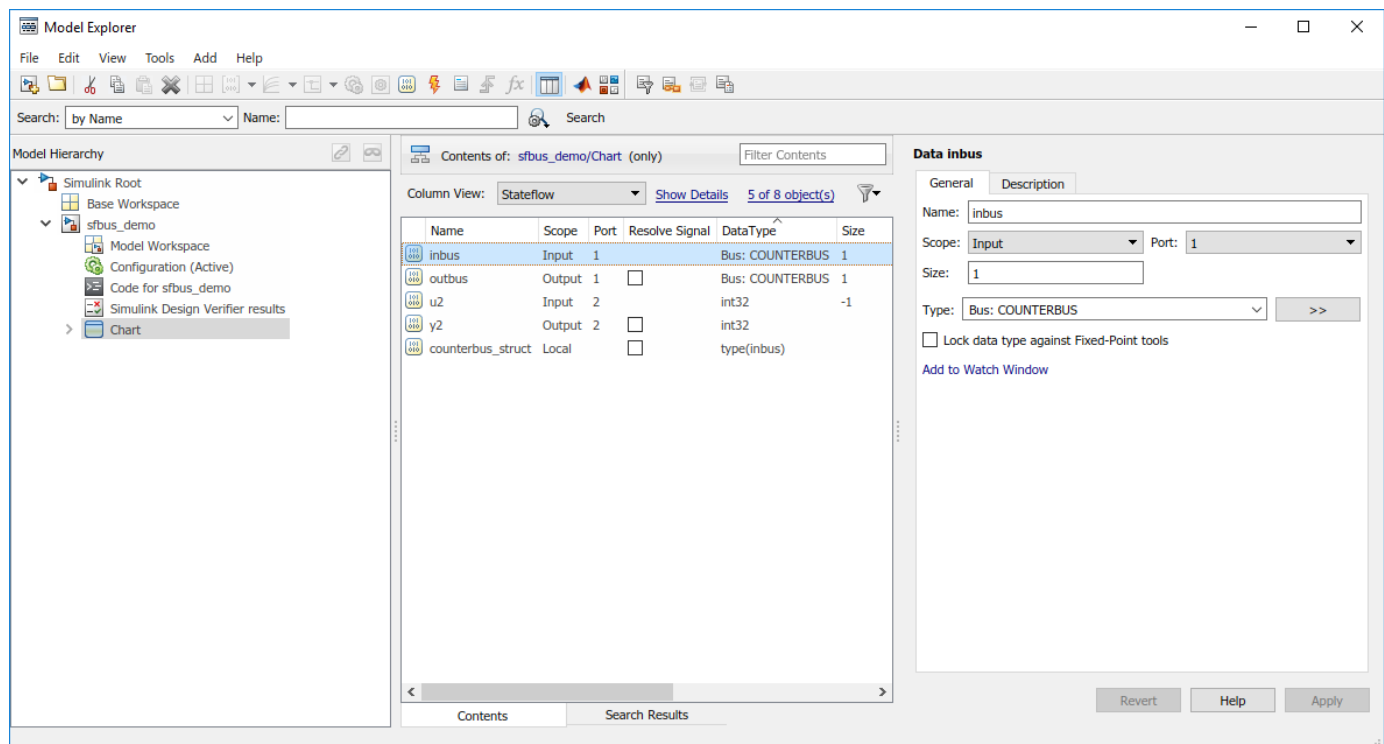 Model Explorer
File Edit View Tools Add Help
fx
Search: by Name Name: Search
Model Hierarchy
Simulink Root
Base Workspace
sfbus_demo
Model Workspace
Configuration (Active)
Code for sfbus_demo
Simulink Design Verifier results
Chart
Contents of: sfbus_demo/Chart (only) Filter Contents
Column View: Stateflow Show Details 5 of 8 object(s)
Name Scope Port Resolve Signal DataType Size
inbus Input 1 Bus: COUNTERBUS 1
outbus Output 1 Bus: COUNTERBUS 1
u2 Input 2 int32 -1
y2 Output 2 int32
counterbus_struct Local type(inbus)
Contents Search Results
Data inbus
General Description
Name: inbus
Scope: Input Port: 1
Size: 1
Type: Bus: COUNTERBUS >>
Lock data type against Fixed-Point tools
Add to Watch Window
Revert Help Apply